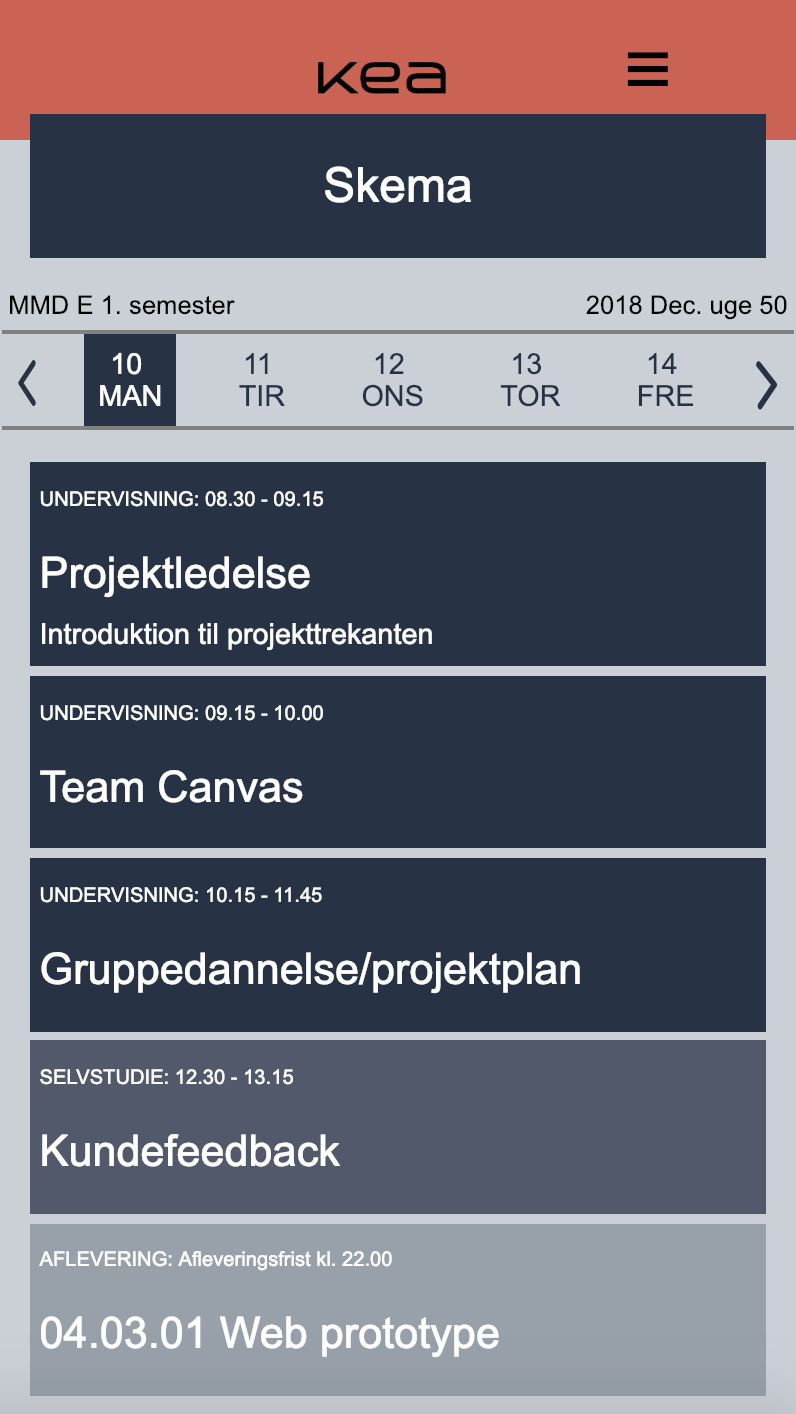 kea
Skema
MMD E 1. semester
2018 Dec. uge 50
10 11 12 13 14
MAN TIR ONS TOR FRE
UNDERVISNING: 08.30 - 09.15
Projektledelse
Introduktion til projekttrekanten
UNDERVISNING: 09.15 - 10.00
Team Canvas
UNDERVISNING: 10.15 - 11.45
Gruppedannelse/projektplan
SELVSTUDIE: 12.30 - 13.15
Kundefeedback
AFLEVERING: Afleveringsfrist kl. 22.00
04.03.01 Web prototype